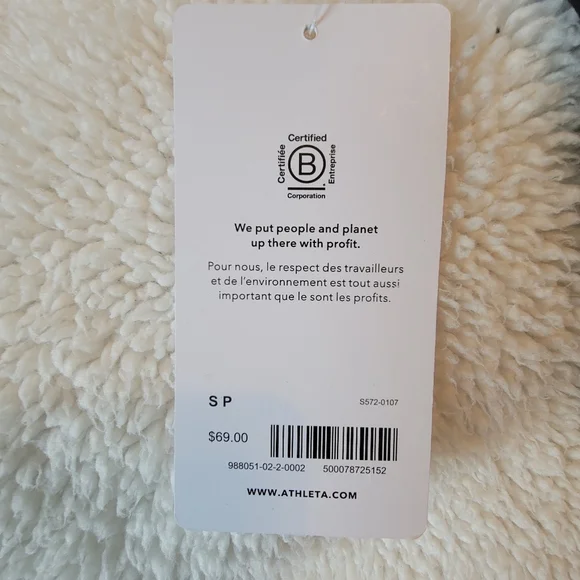 Certified
Certifiée
B
Entreprise
Corporation
We put people and planet
up there with profit.
Pour nous, le respect des travailleurs
et de l'environnement est tout aussi
important que le sont les profits.
S P
S572-0107
$69.00
988051-02-2-0002 500078725152
WWW.ATHLETA.COM